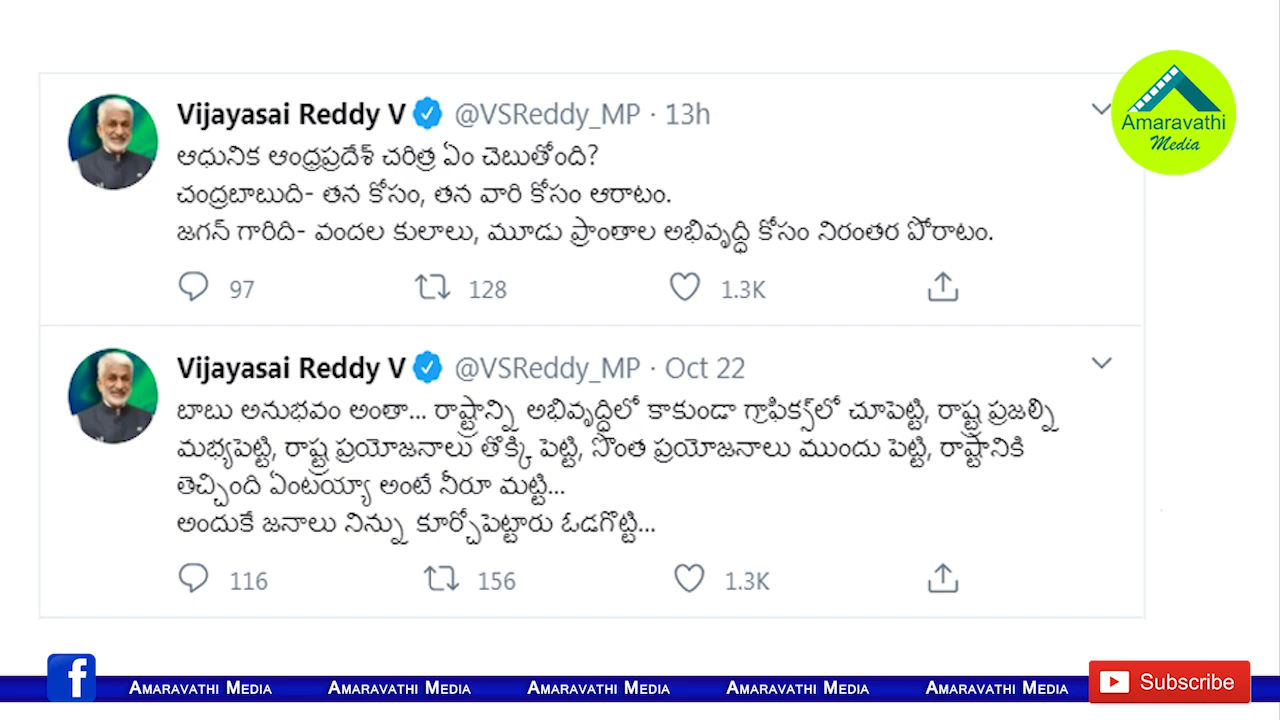 Amaravathi
Media
Vijayasai Reddy V @VSReddy_MP · 13h
ఆధునిక ఆంధ్రప్రదేశ్ చరిత్ర ఏం చెబుతోంది?
చంద్రబాబుది- తన కోసం, తన వారి కోసం ఆరాటం.
జగన్ గారిది- వందల కులాలు, మూడు ప్రాంతాల అభివృద్ధి కోసం నిరంతర పోరాటం.
97 128 1.3K
Vijayasai Reddy V @VSReddy_MP · Oct 22
బాబు అనుభవం అంతా... రాష్ట్రాన్ని అభివృద్ధిలో కాకుండా గ్రాఫిక్స్‌లో చూపెట్టి, రాష్ట్ర ప్రజల్ని
మభ్యపెట్టి, రాష్ట్ర ప్రయోజనాలు తొక్కి పెట్టి, సొంత ప్రయోజనాలు ముందు పెట్టి, రాష్టానికి
తెచ్చింది ఏంటయ్యా అంటే నీరూ మట్టి...
అందుకే జనాలు నిన్ను కూర్చోపెట్టారు ఓడగొట్టి...
116 156 1.3K
f Amaravathi Media Amaravathi Media Amaravathi Media Amaravathi Media Amaravathi Media Subscribe